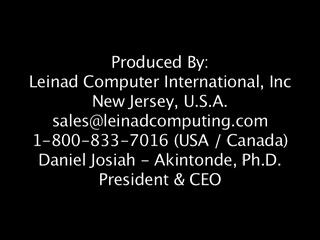 Produced By:
Leinad Computer International, Inc
New Jersey, U.S.A.
sales@leinadcomputing.com
1-800-833-7016 (USA / Canada)
Daniel Josiah - Akintonde, Ph.D.
President & CEO